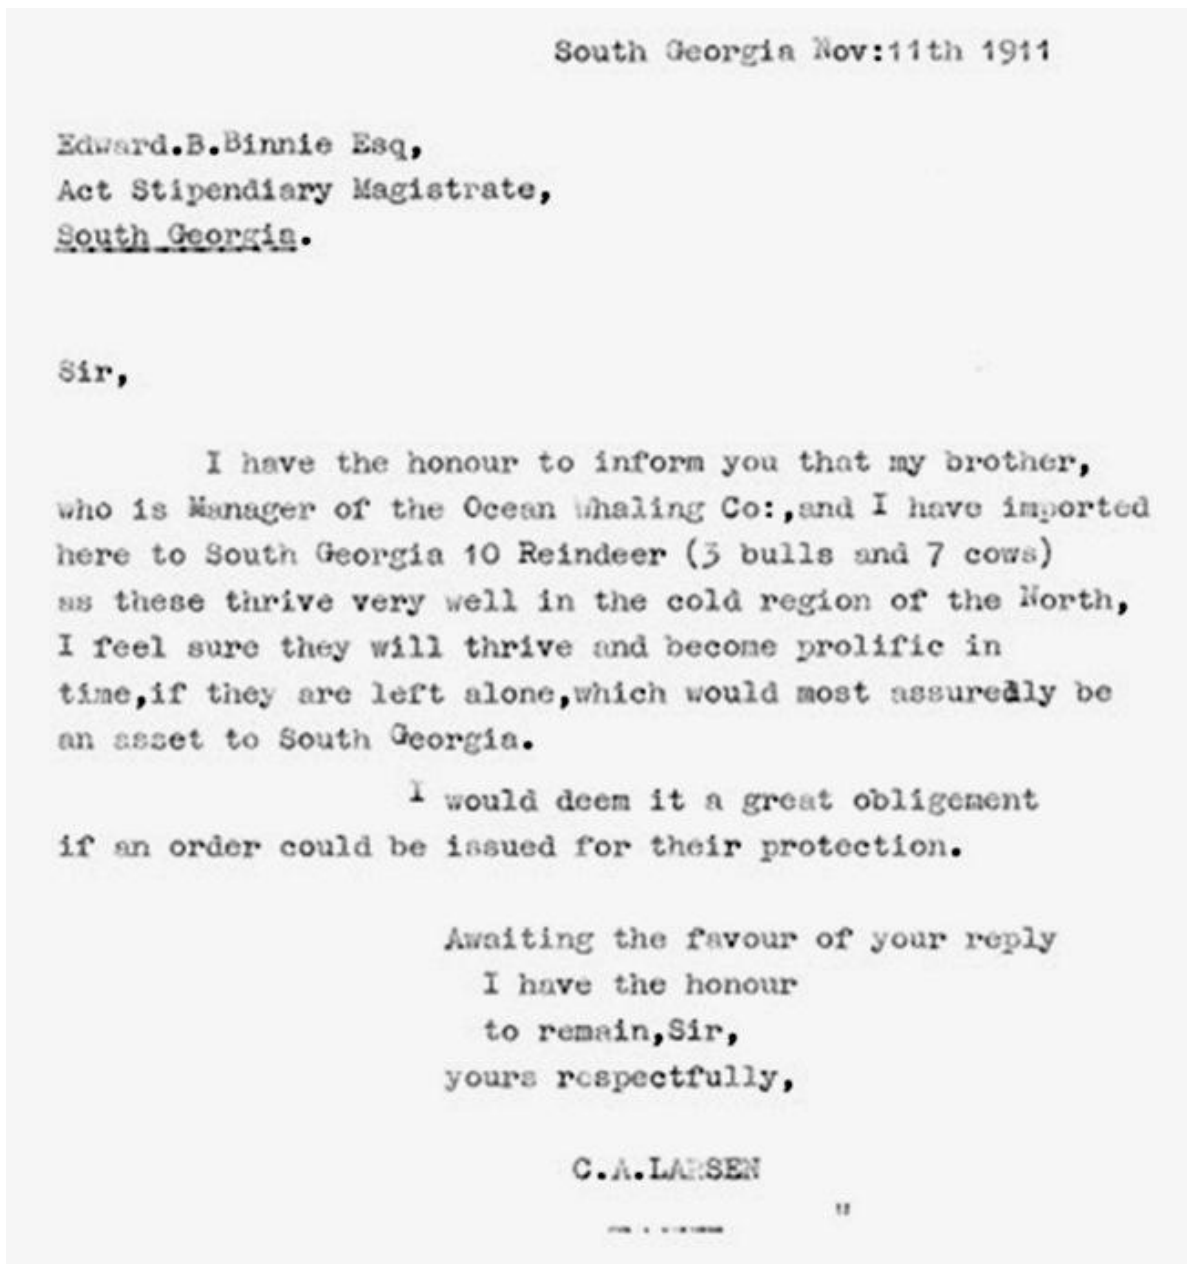 South Georgia Nov:11th 1911
Edward.B.Binnie Esq,
Act Stipendiary Magistrate,
South Georgia.
Sir,
I have the honour to inform you that my brother,
who is Manager of the Ocean Whaling Co:,and I have imported
here to South Georgia 10 Reindeer (3 bulls and 7 cows)
as these thrive very well in the cold region of the North,
I feel sure they will thrive and become prolific in
time,if they are left alone,which would most assuredly be
an asset to South Georgia.
I would deem it a great obligement
if an order could be issued for their protection.
Awaiting the favour of your reply
I have the honour
to remain,Sir,
yours respectfully,
C.A.LARSEN
"